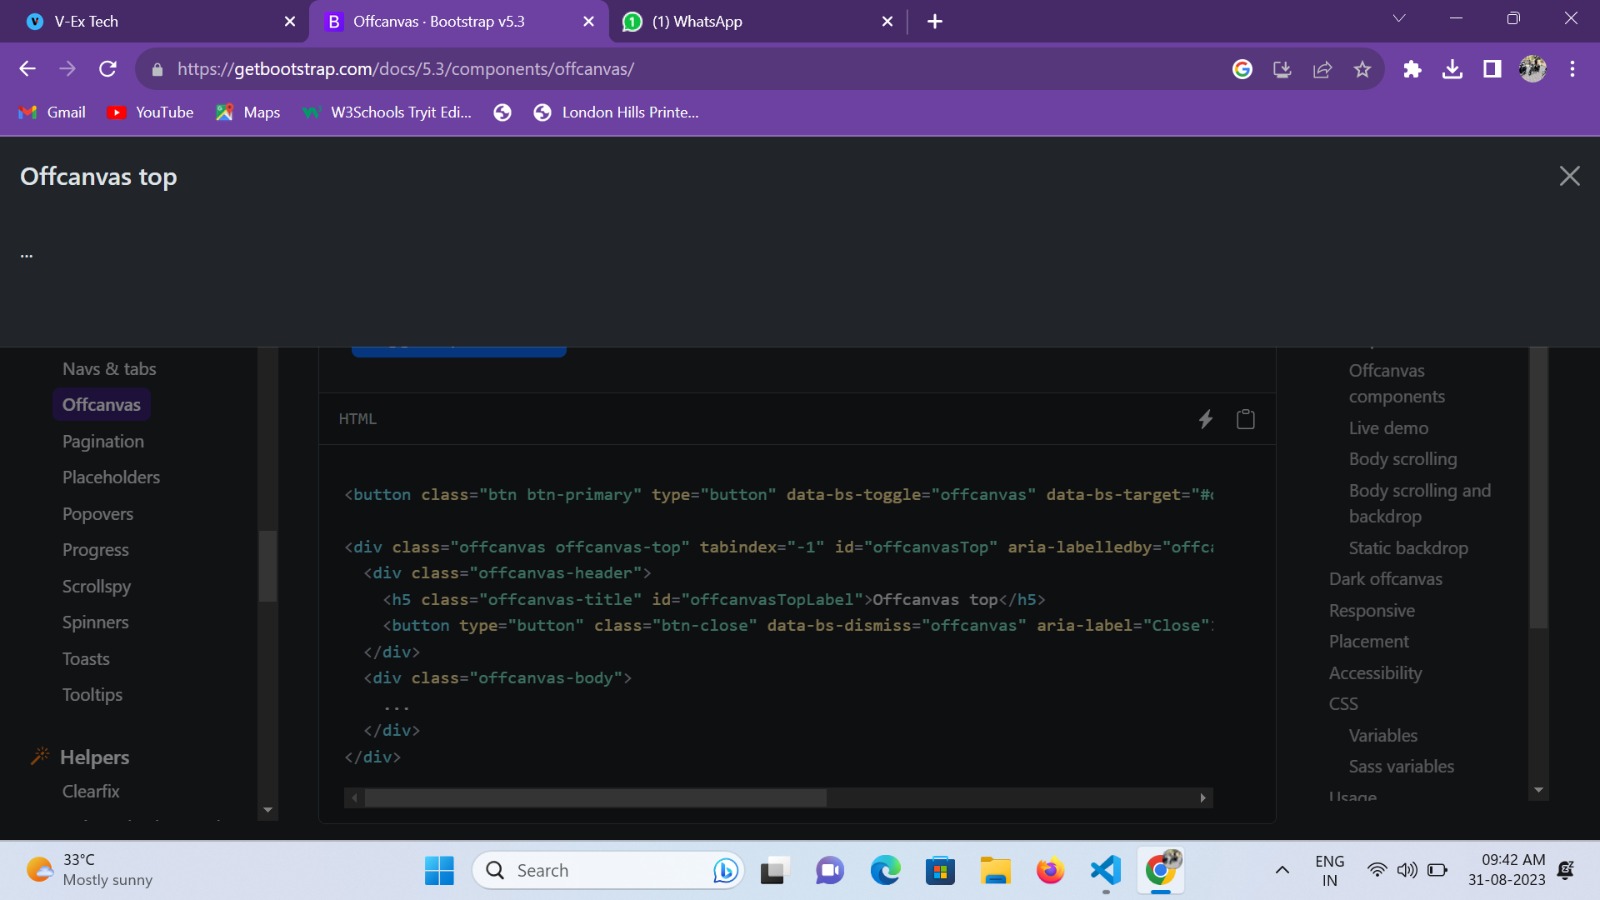 V-Ex Tech
Offcanvas · Bootstrap v5.3
(1) WhatsApp
https://getbootstrap.com/docs/5.3/components/offcanvas/
Gmail
YouTube
Maps
W3Schools Tryit Edi...
London Hills Printe...
Offcanvas top
...
Navs & tabs
Offcanvas
Pagination
Placeholders
Popovers
Progress
Scrollspy
Spinners
Toasts
Tooltips
Helpers
Clearfix
HTML
<button class="btn btn-primary" type="button" data-bs-toggle="offcanvas" data-bs-target="#
<div class="offcanvas offcanvas-top" tabindex="-1" id="offcanvasTop" aria-labelledby="offc
<div class="offcanvas-header">
<h5 class="offcanvas-title" id="offcanvasTopLabel">Offcanvas top</h5>
<button type="button" class="btn-close" data-bs-dismiss="offcanvas" aria-label="Close"
</div>
<div class="offcanvas-body">
...
</div>
</div>
Offcanvas
components
Live demo
Body scrolling
Body scrolling and
backdrop
Static backdrop
Dark offcanvas
Responsive
Placement
Accessibility
CSS
Variables
Sass variables
Usage
33°C
Mostly sunny
Search
ENG
IN
09:42 AM
31-08-2023